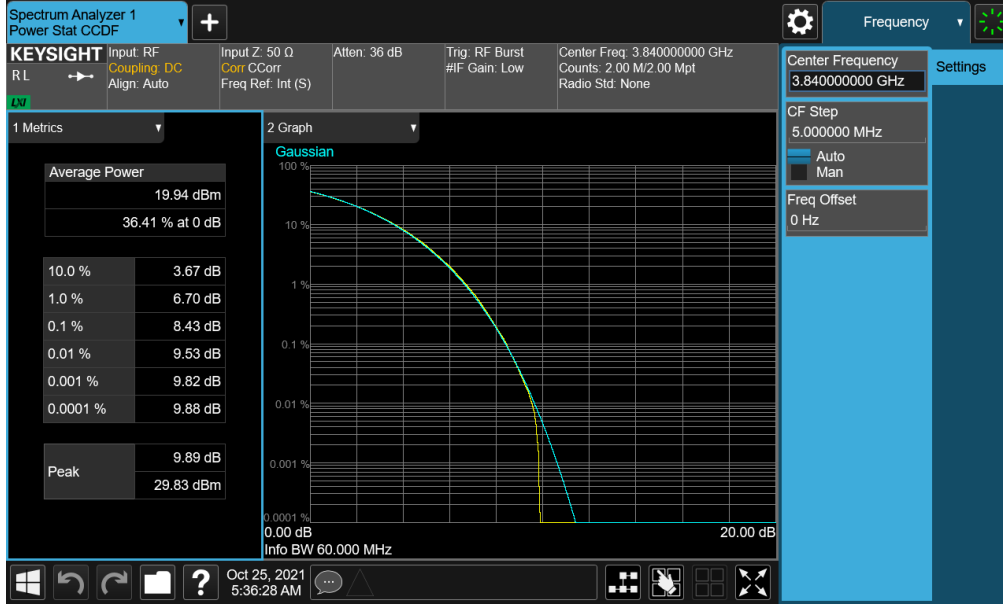 Spectrum Analyzer 1
Power Stat CCDF
Frequency
KEYSIGHT
RL
LXI
Input: RF
Coupling: DC
Align: Auto
Input Z: 50 Ω
Corr CCorr
Freq Ref: Int (S)
Atten: 36 dB
Trig: RF Burst
#IF Gain: Low
Center Freq: 3.840000000 GHz
Counts: 2.00 M/2.00 Mpt
Radio Std: None
Center Frequency
3.840000000 GHz
Settings
CF Step
5.000000 MHz
Auto
Man
Freq Offset
0 Hz
1 Metrics
Average Power
19.94 dBm
36.41 % at 0 dB
10.0 % 3.67 dB
1.0 % 6.70 dB
0.1 % 8.43 dB
0.01 % 9.53 dB
0.001 % 9.82 dB
0.0001 % 9.88 dB
Peak
9.89 dB
29.83 dBm
2 Graph
Gaussian
100 %
10 %
1 %
0.1 %
0.01 %
0.001 %
0.0001 %
0.00 dB 20.00 dB
Info BW 60.000 MHz
?
Oct 25, 2021
5:36:28 AM